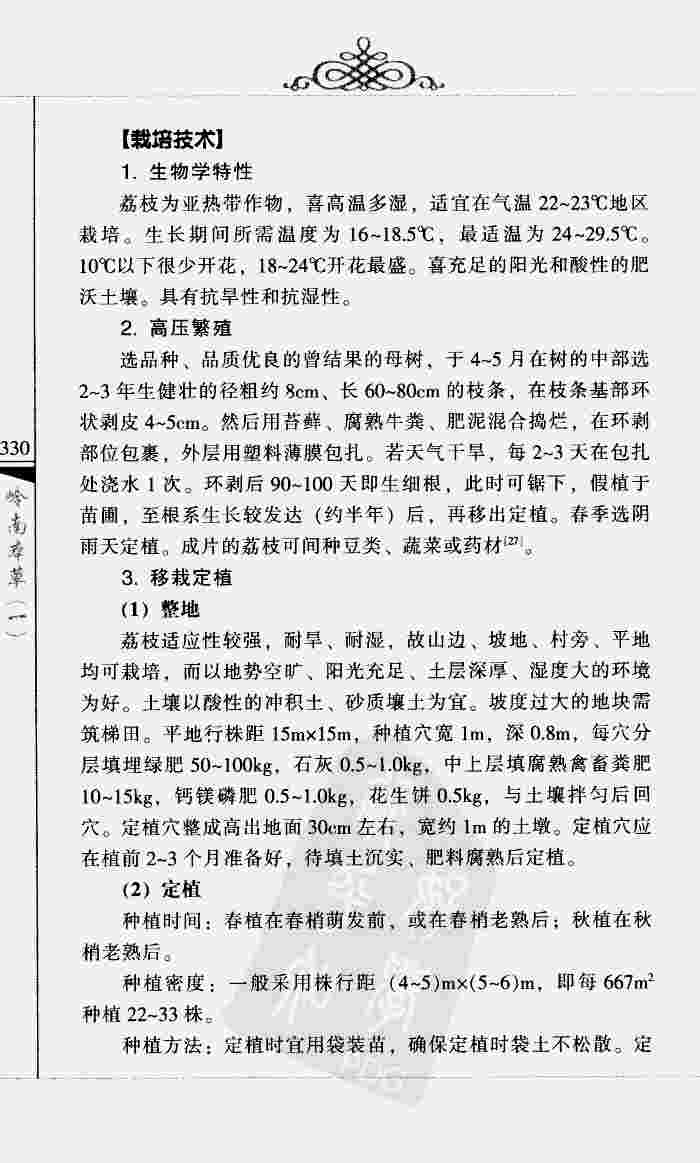 【栽培技术】
1. 生物学特性
荔枝为亚热带作物，喜高温多湿，适宜在气温 22~23℃地区
栽培。生长期间所需温度为 16~18.5℃，最适温为 24~29.5℃。
10℃以下很少开花，18~24℃开花最盛。喜充足的阳光和酸性的肥
沃土壤。具有抗旱性和抗湿性。
2. 高压繁殖
选品种、品质优良的曾结果的母树，于 4~5 月在树的中部选
2~3 年生健壮的径粗约 8cm、长 60~80cm 的枝条，在枝条基部环
状剥皮 4~5cm。然后用苔藓、腐熟牛粪、肥泥混合捣烂，在环剥
部位包裹，外层用塑料薄膜包扎。若天气干旱，每 2~3 天在包扎
处浇水 1 次。环剥后 90~100 天即生细根，此时可锯下，假植于
苗圃，至根系生长较发达（约半年）后，再移出定植。春季选阴
雨天定植。成片的荔枝可间种豆类、蔬菜或药材[27]。
3. 移栽定植
（1）整地
荔枝适应性较强，耐旱、耐湿，故山边、坡地、村旁、平地
均可栽培，而以地势空旷、阳光充足、土层深厚、湿度大的环境
为好。土壤以酸性的冲积土、砂质壤土为宜。坡度过大的地块需
筑梯田。平地行株距 15m×15m，种植穴宽 1m，深 0.8m，每穴分
层填埋绿肥 50~100kg，石灰 0.5~1.0kg，中上层填腐熟禽畜粪肥
10~15kg，钙镁磷肥 0.5~1.0kg，花生饼 0.5kg，与土壤拌匀后回
穴。定植穴整成高出地面 30cm 左右，宽约 1m 的土墩。定植穴应
在植前 2~3 个月准备好，待填土沉实、肥料腐熟后定植。
（2）定植
种植时间：春植在春梢萌发前，或在春梢老熟后；秋植在秋
梢老熟后。
种植密度：一般采用株行距（4~5)m×(5~6)m，即每 667m²
种植 22~33 株。
种植方法：定植时宜用袋装苗，确保定植时袋土不松散。定
330
岭南本草（一）